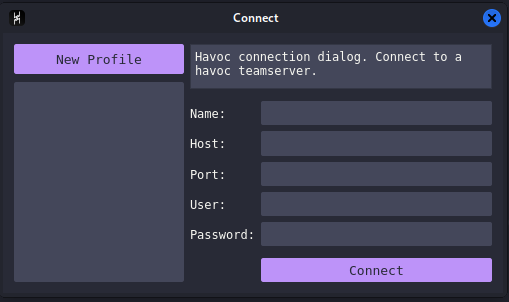 Connect
New Profile
Havoc connection dialog. Connect to a
havoc teamserver.
Name:
Host:
Port:
User:
Password:
Connect